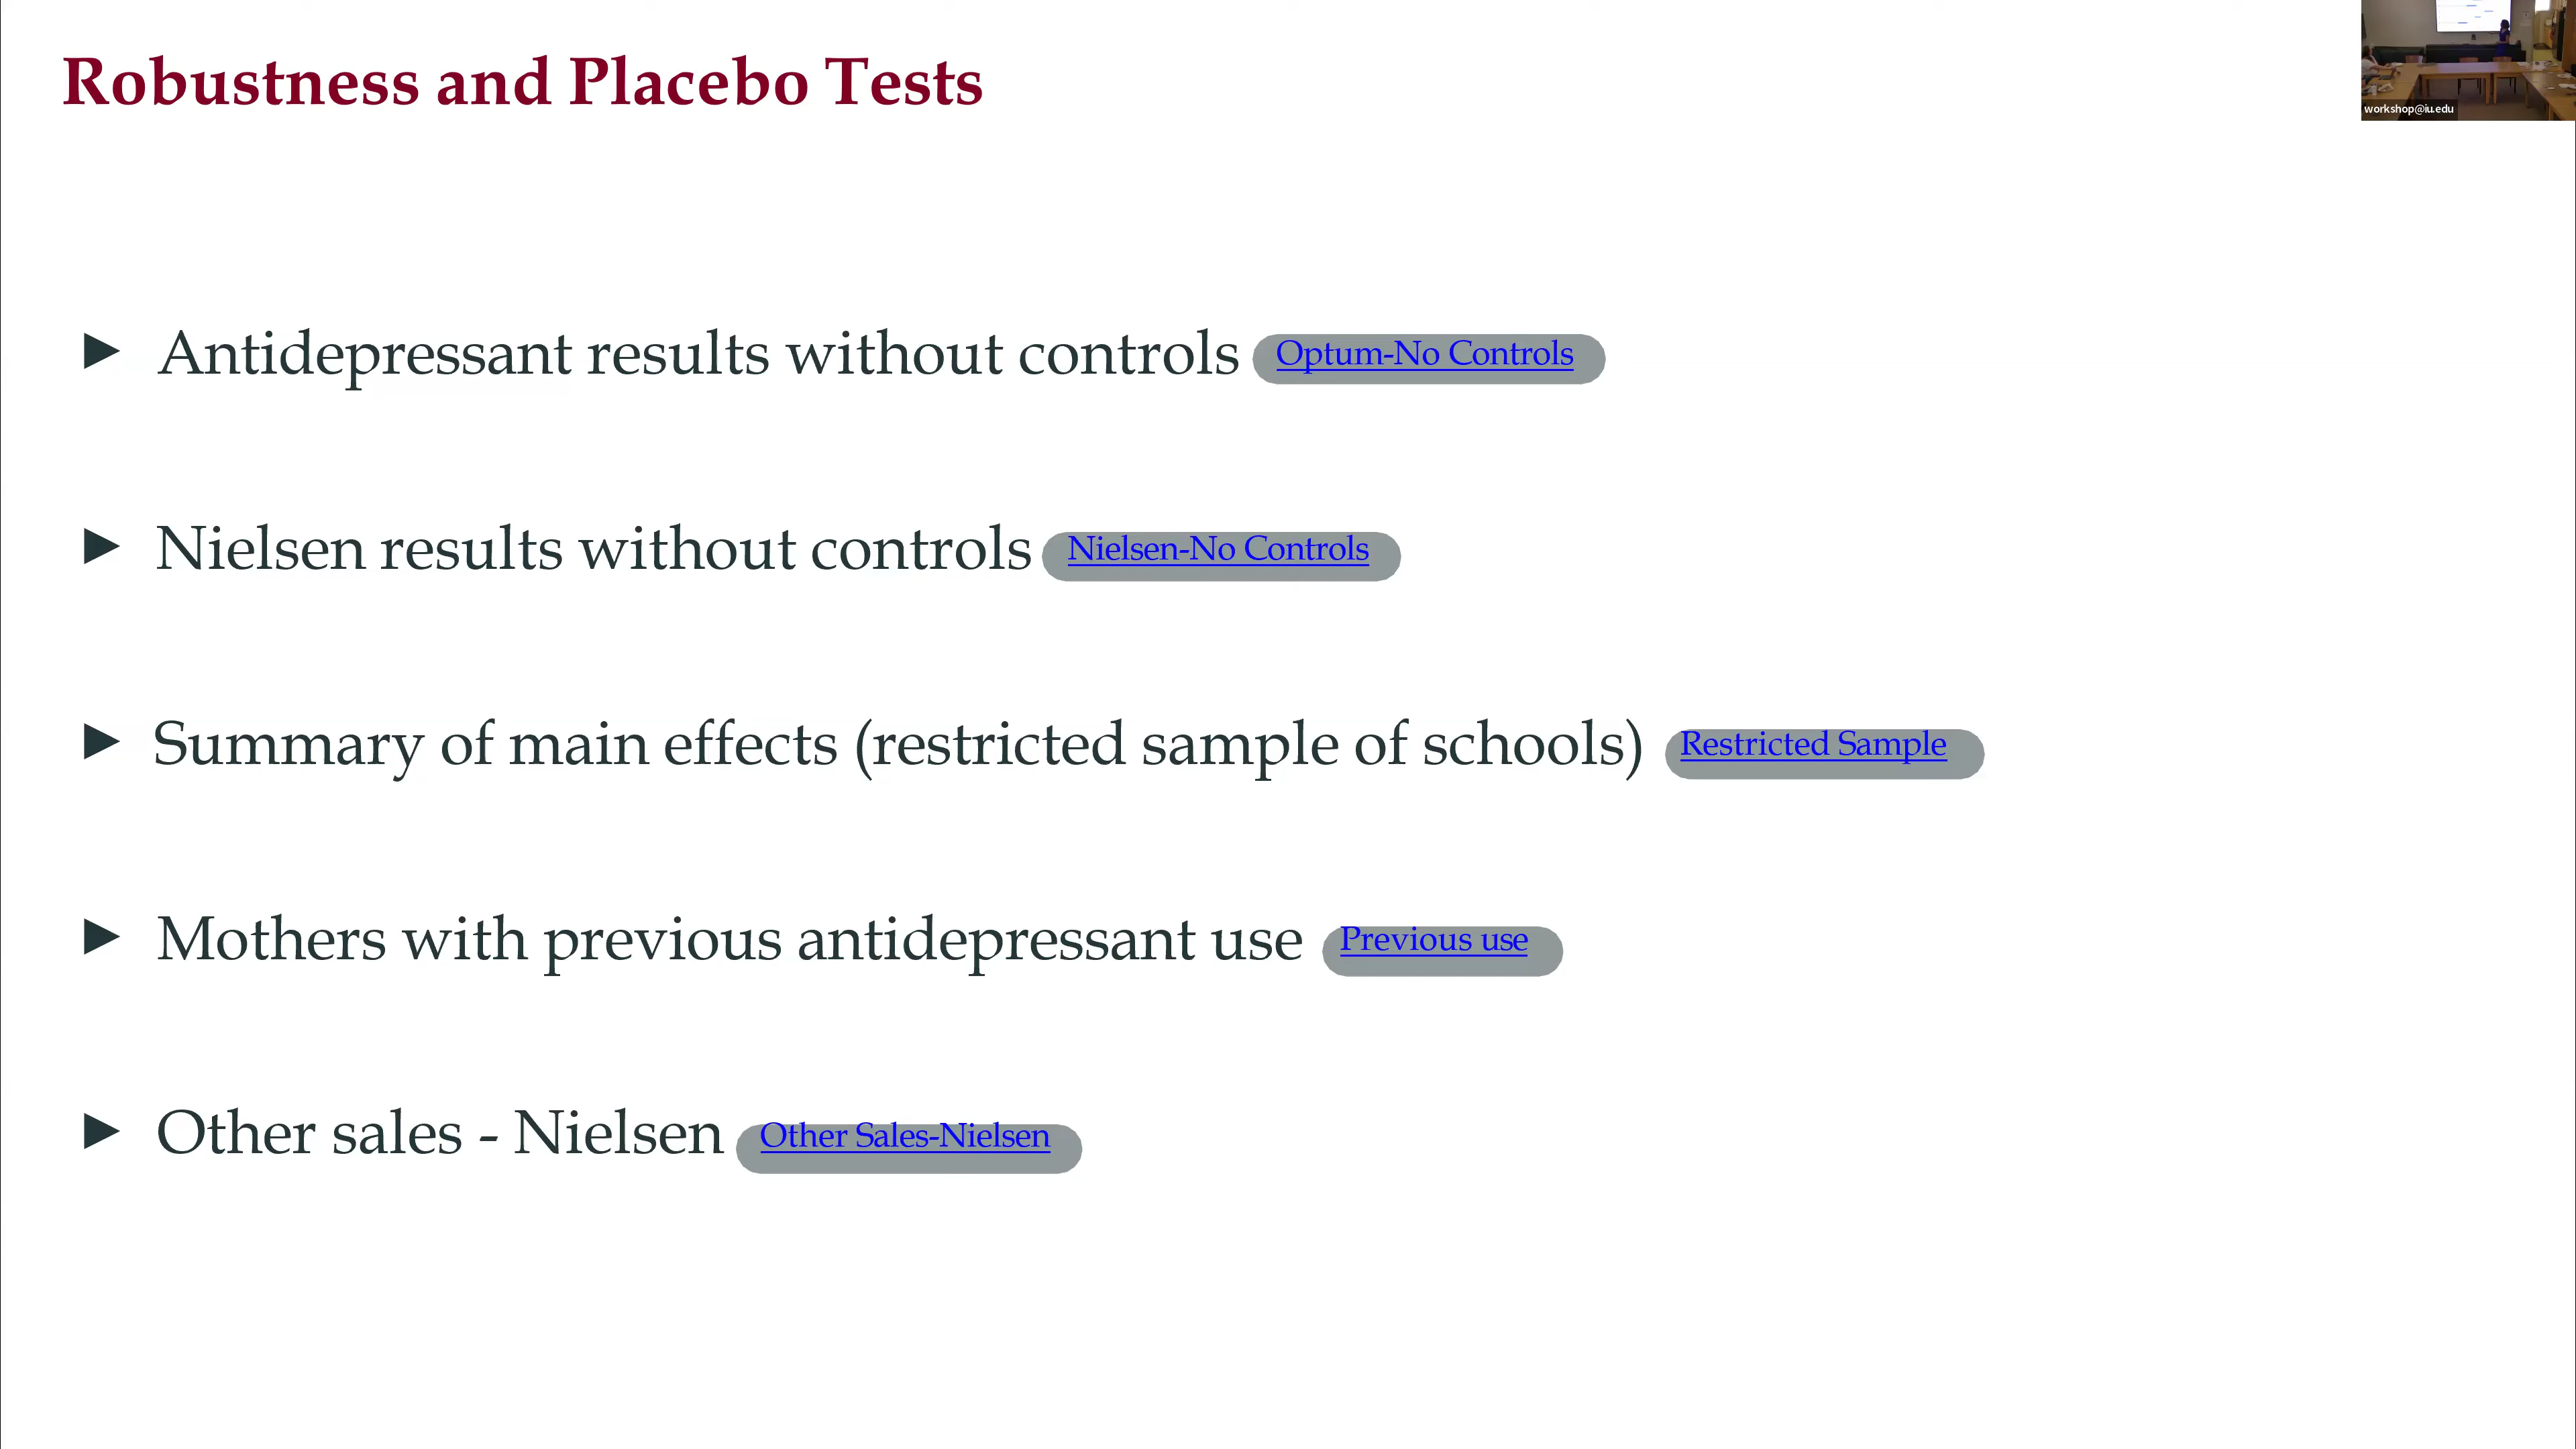 Robustness and Placebo Tests
workshop@iu.edu
Antidepressant results without controls Optum-No Controls
Nielsen results without controls Nielsen-No Controls
Summary of main effects (restricted sample of schools) Restricted Sample
Mothers with previous antidepressant use Previous use
Other sales - Nielsen Other Sales-Nielsen